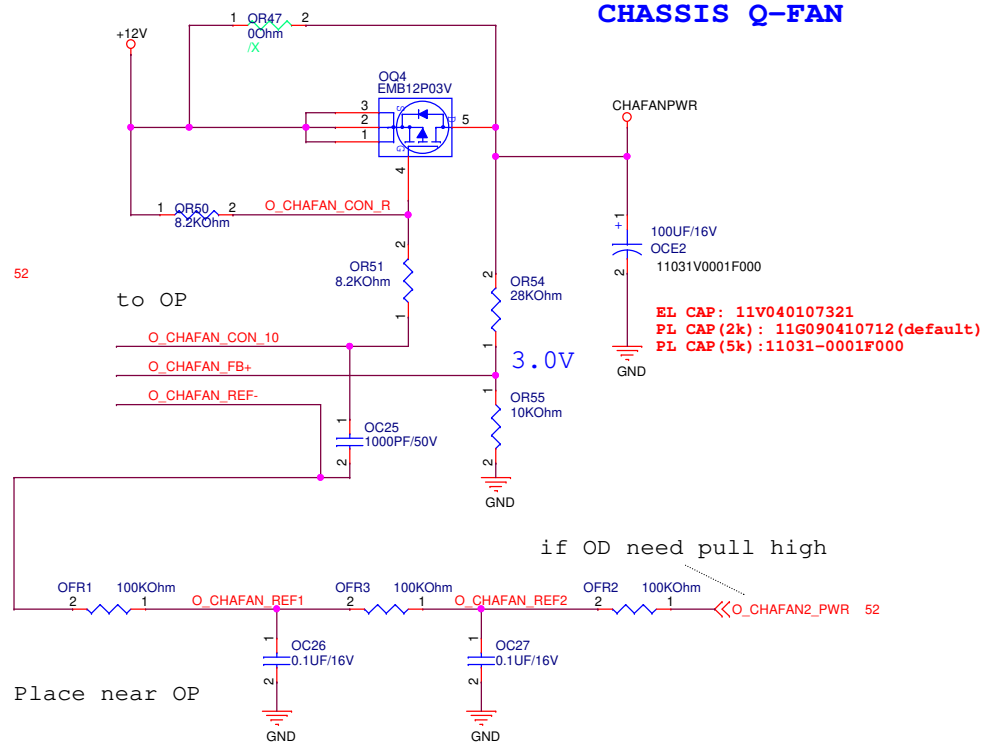 CHASSIS Q-FAN
1 OR47 2
0Ohm
/X
+12V
OQ4
EMB12P03V
S
D
G
3
2
1
5
4
CHAFANPWR
1 OR50 2 O_CHAFAN_CON_R
8.2KOhm
+ 1
100UF/16V
OCE2
2
11031V0001F000
52
2
OR51
8.2KOhm
1
2
OR54
28KOhm
1
to OP
EL CAP: 11V040107321
PL CAP(2k): 11G090410712(default)
PL CAP(5k):11031-0001F000
GND
O_CHAFAN_CON_10
O_CHAFAN_FB+
3.0V
O_CHAFAN_REF-
1
OR55
10KOhm
2
1
OC25
1000PF/50V
2
GND
if OD need pull high
OFR1 100KOhm
2 1
O_CHAFAN_REF1
OFR3 100KOhm
2 1
O_CHAFAN_REF2
OFR2 100KOhm
2 1
O_CHAFAN2_PWR 52
1
OC26
0.1UF/16V
2
1
OC27
0.1UF/16V
2
Place near OP
GND
GND